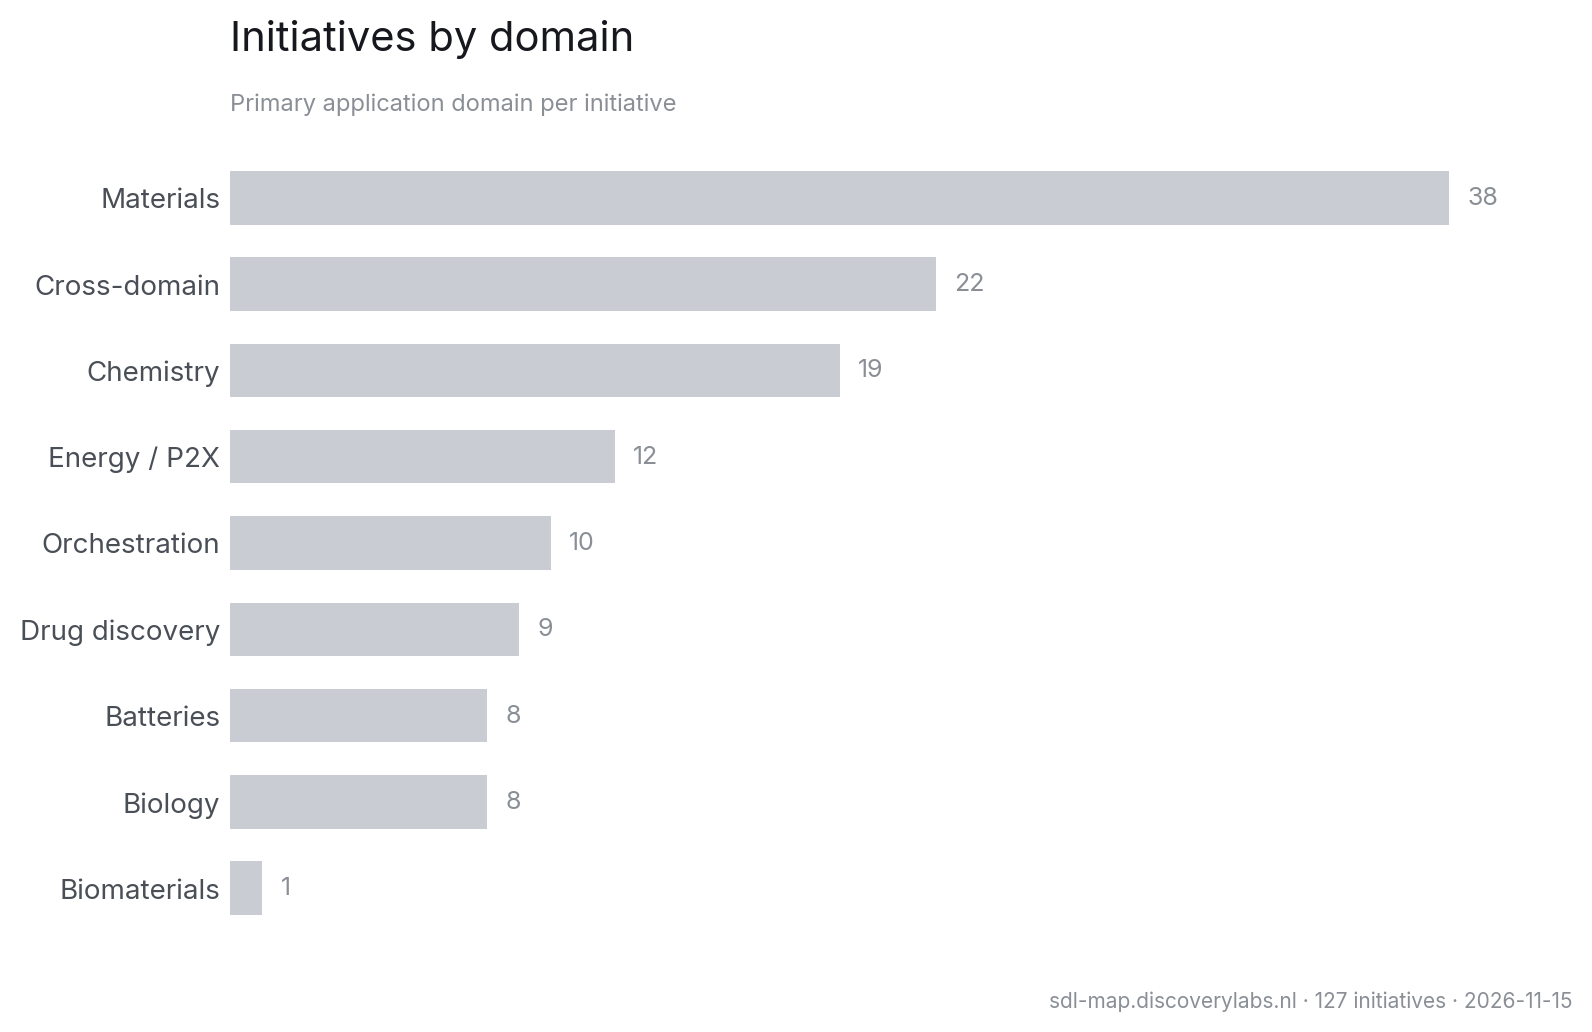 Initiatives by domain
Primary application domain per initiative
Materials 38
Cross-domain 22
Chemistry 19
Energy / P2X 12
Orchestration 10
Drug discovery 9
Batteries 8
Biology 8
Biomaterials 1
sdl-map.discoverylabs.nl · 127 initiatives · 2026-11-15